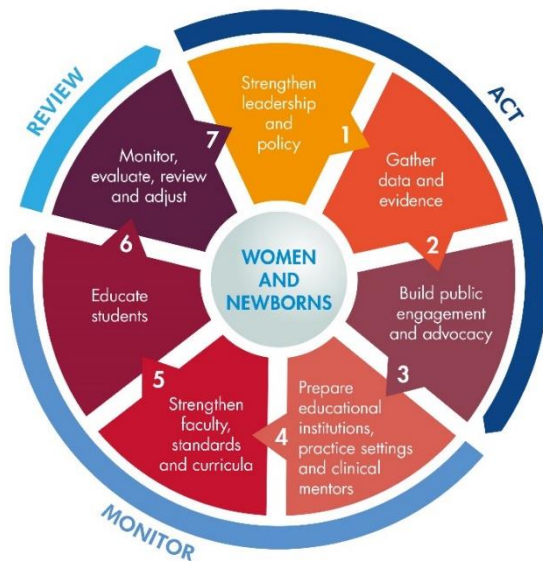 ACT
REVIEW
MONITOR
WOMEN
AND
NEWBORNS
Strengthen
leadership
and
policy
1
Gather
data and
evidence
2
Build public
engagement
and advocacy
3
Prepare
educational
institutions,
practice settings
and clinical
mentors
4
Strengthen
faculty,
standards
and curricula
5
Educate
students
6
Monitor,
evaluate, review
and adjust
7